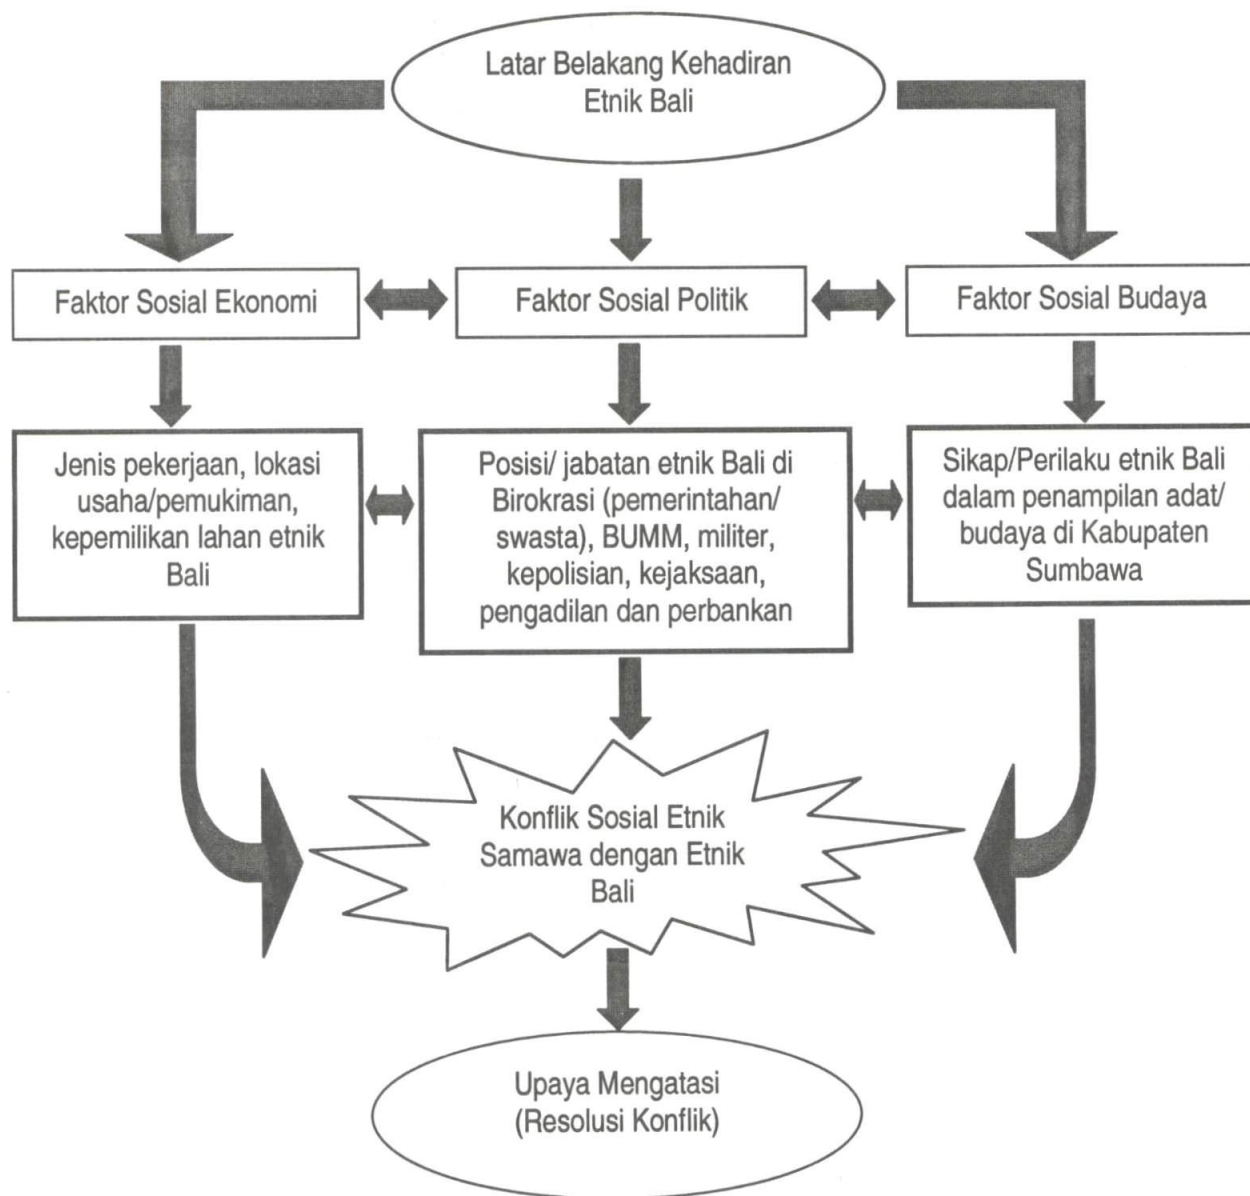 Latar Belakang Kehadiran
Etnik Bali
Faktor Sosial Ekonomi
Faktor Sosial Politik
Faktor Sosial Budaya
Jenis pekerjaan, lokasi
usaha/pemukiman,
kepemilikan lahan etnik
Bali
Posisi/ jabatan etnik Bali di
Birokrasi (pemerintahan/
swasta), BUMM, militer,
kepolisian, kejaksaan,
pengadilan dan perbankan
Sikap/Perilaku etnik Bali
dalam penampilan adat/
budaya di Kabupaten
Sumbawa
Konflik Sosial Etnik
Samawa dengan Etnik
Bali
Upaya Mengatasi
(Resolusi Konflik)